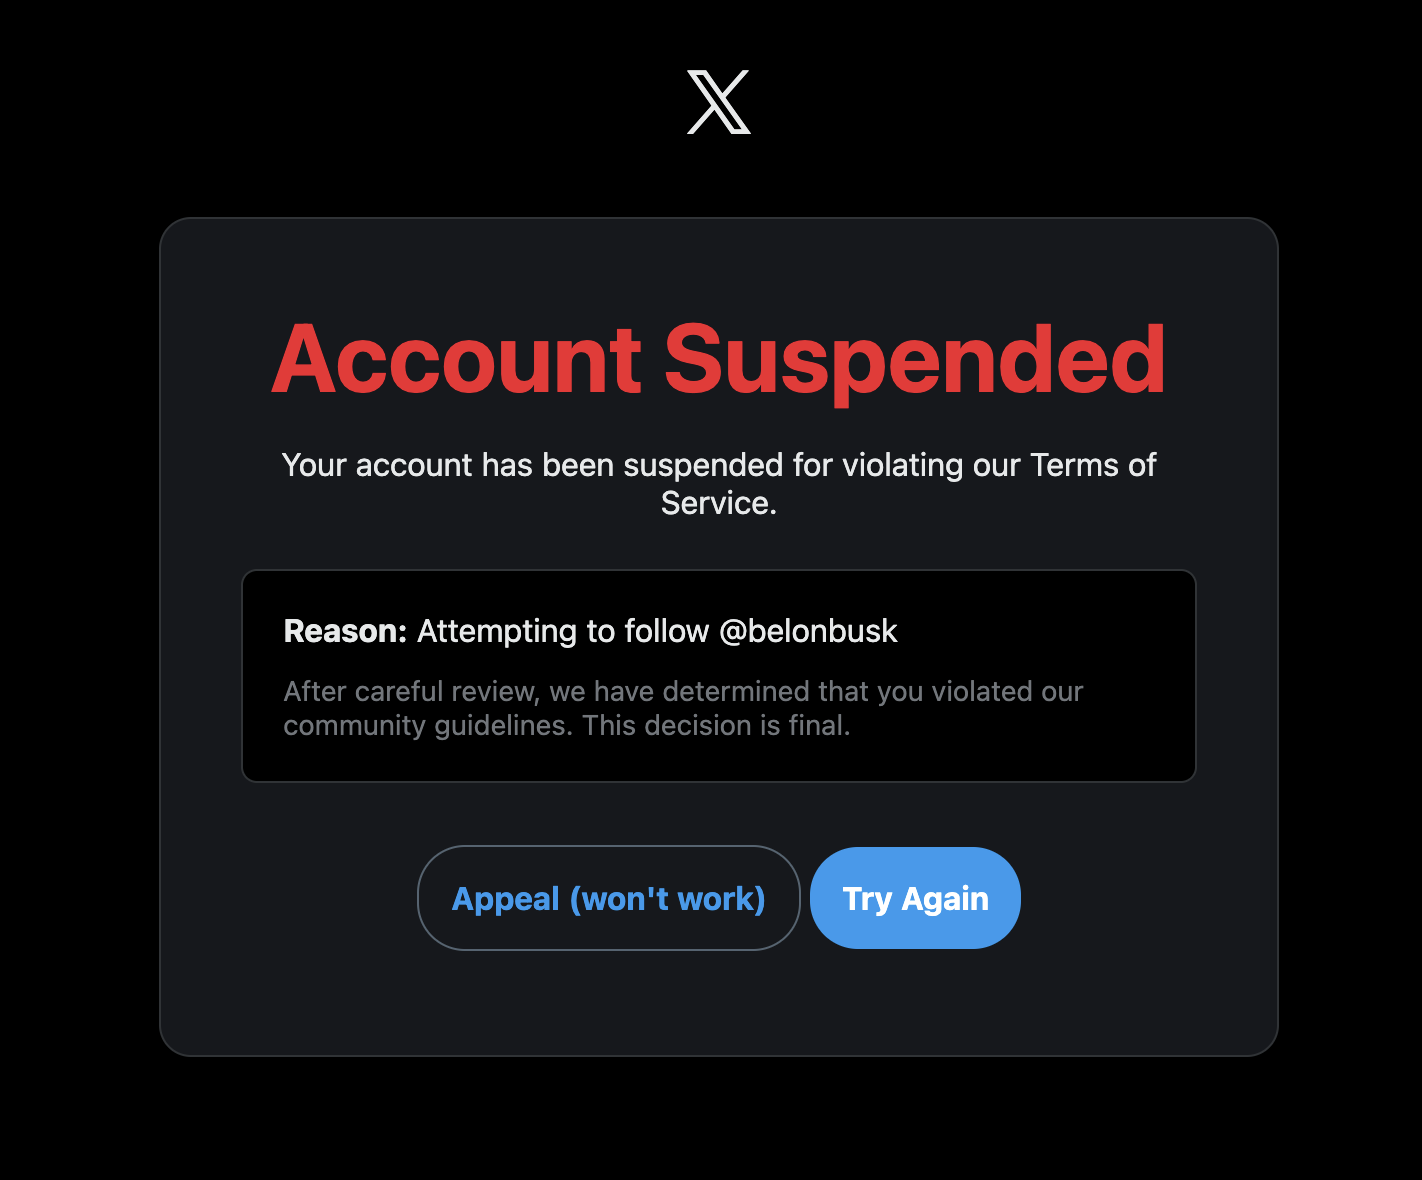 Account Suspended
Your account has been suspended for violating our Terms of
Service.
Reason: Attempting to follow @belonbusk
After careful review, we have determined that you violated our
community guidelines. This decision is final.
Appeal (won't work) Try Again